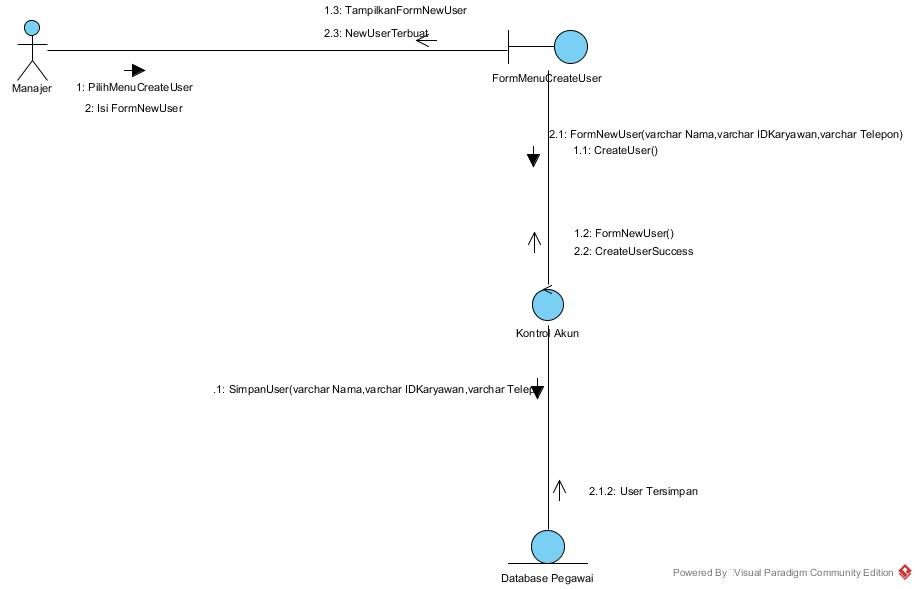 1.3: TampilkanFormNewUser
2.3: NewUserTerbuat
Manajer
1: PilihMenuCreateUser
2: Isi FormNewUser
FormMenuCreateUser
2.1: FormNewUser(varchar Nama,varchar IDKaryawan,varchar Telepon)
1.1: CreateUser()
1.2: FormNewUser()
2.2: CreateUserSuccess
Kontrol Akun
.1: SimpanUser(varchar Nama,varchar IDKaryawan,varchar
2.1.2: User Tersimpan
Database Pegawai
Powered By Visual Paradigm Community Edition